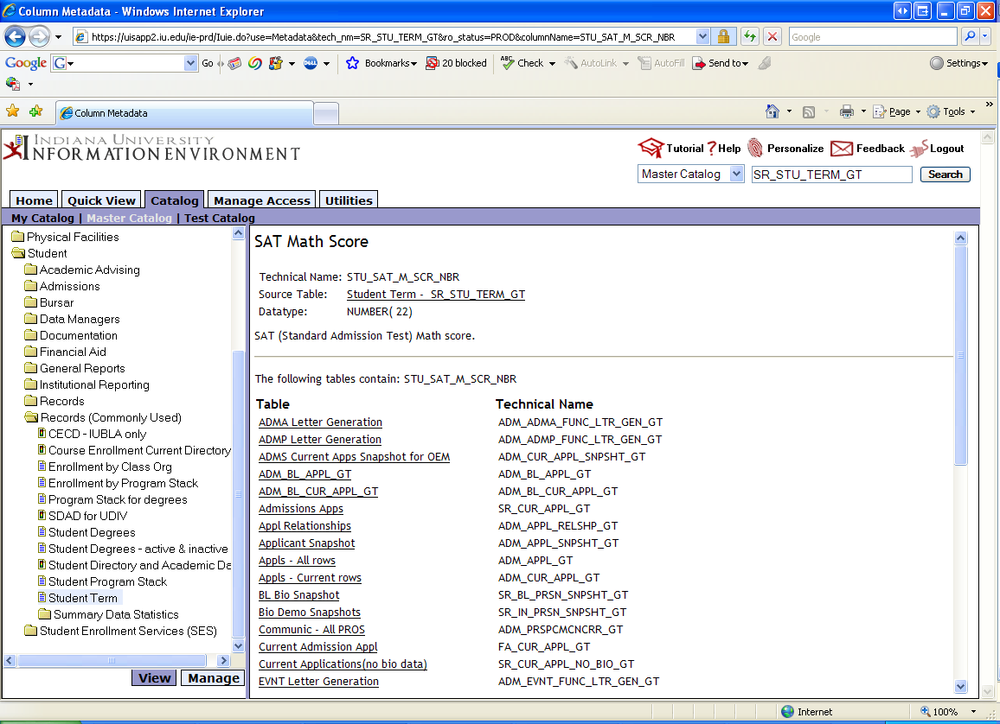 Column Metadata - Windows Internet Explorer
https://uisapp2.iu.edu/ie-prd/Iuie.do?use=Metadata&tech_nm=SR_STU_TERM_GT&ro_status=PROD&columnName=STU_SAT_M_SCR_NBR
Google
Google G Go Bookmarks 20 blocked Check AutoLink AutoFill Send to Settings
Column Metadata
Page Tools
INDIANA UNIVERSITY
INFORMATION ENVIRONMENT
Tutorial ? Help Personalize Feedback Logout
Master Catalog SR_STU_TERM_GT Search
Home Quick View Catalog Manage Access Utilities
My Catalog | Master Catalog | Test Catalog
Physical Facilities
Student
Academic Advising
Admissions
Bursar
Data Managers
Documentation
Financial Aid
General Reports
Institutional Reporting
Records
Records (Commonly Used)
CECD - IUBLA only
Course Enrollment Current Directory
Enrollment by Class Org
Enrollment by Program Stack
Program Stack for degrees
SDAD for UDIV
Student Degrees
Student Degrees - active & inactive
Student Directory and Academic Da
Student Program Stack
Student Term
Summary Data Statistics
Student Enrollment Services (SES)
View Manage
SAT Math Score
Technical Name: STU_SAT_M_SCR_NBR
Source Table: Student Term - SR_STU_TERM_GT
Datatype: NUMBER( 22)
SAT (Standard Admission Test) Math score.
The following tables contain: STU_SAT_M_SCR_NBR
Table Technical Name
ADMA Letter Generation ADM_ADMA_FUNC_LTR_GEN_GT
ADMP Letter Generation ADM_ADMP_FUNC_LTR_GEN_GT
ADMS Current Apps Snapshot for OEM ADM_CUR_APPL_SNPSHT_GT
ADM_BL_APPL_GT ADM_BL_APPL_GT
ADM_BL_CUR_APPL_GT ADM_BL_CUR_APPL_GT
Admissions Apps SR_CUR_APPL_GT
Appl Relationships ADM_APPL_RELSHP_GT
Applicant Snapshot ADM_APPL_SNPSHT_GT
Appls - All rows ADM_APPL_GT
Appls - Current rows ADM_CUR_APPL_GT
BL Bio Snapshot SR_BL_PRSN_SNPSHT_GT
Bio Demo Snapshots SR_IN_PRSN_SNPSHT_GT
Communic - All PROS ADM_PRSPCMCNCRR_GT
Current Admission Appl FA_CUR_APPL_GT
Current Applications(no bio data) SR_CUR_APPL_NO_BIO_GT
EVNT Letter Generation ADM_EVNT_FUNC_LTR_GEN_GT
Internet 100%